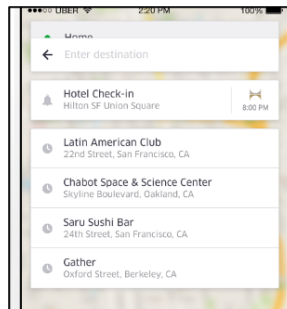 ●●●●○ UBER 2:20 PM 100%
Home
Enter destination
Hotel Check-in
Hilton SF Union Square
8:00 PM
Latin American Club
22nd Street, San Francisco, CA
Chabot Space & Science Center
Skyline Boulevard, Oakland, CA
Saru Sushi Bar
24th Street, San Francisco, CA
Gather
Oxford Street, Berkeley, CA